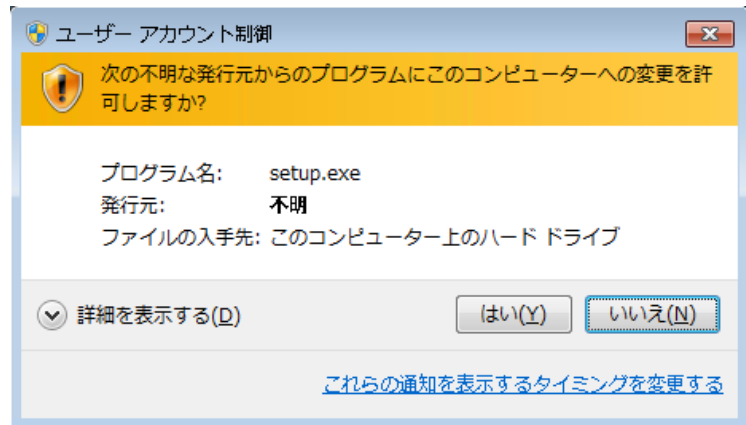 ユーザー アカウント制御
次の不明な発行元からのプログラムにこのコンピューターへの変更を許
可しますか?
プログラム名: setup.exe
発行元: 不明
ファイルの入手先: このコンピューター上のハード ドライブ
詳細を表示する(D) はい(Y) いいえ(N)
これらの通知を表示するタイミングを変更する